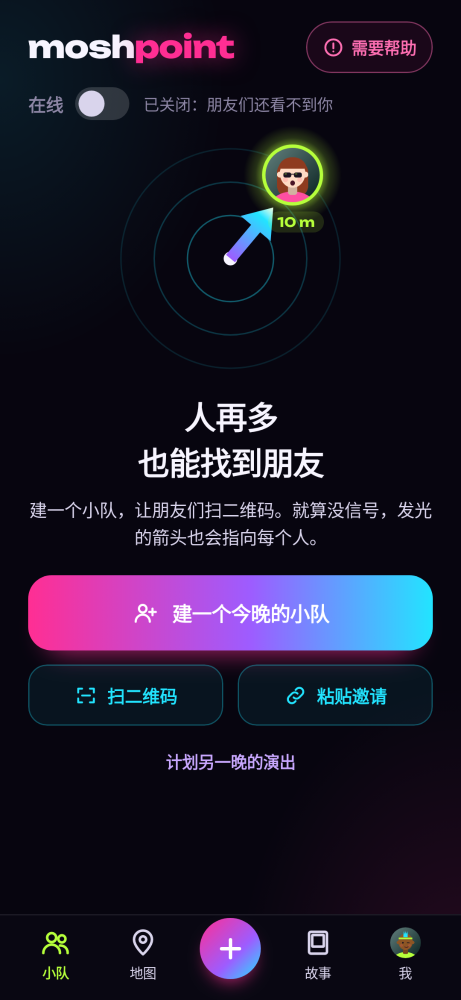 moshpoint
需要帮助
在线
已关闭：朋友们还看不到你
10 m
人再多
也能找到朋友
建一个小队，让朋友们扫二维码。就算没信号，发光
的箭头也会指向每个人。
建一个今晚的小队
扫二维码
粘贴邀请
计划另一晚的演出
小队
地图
故事
我